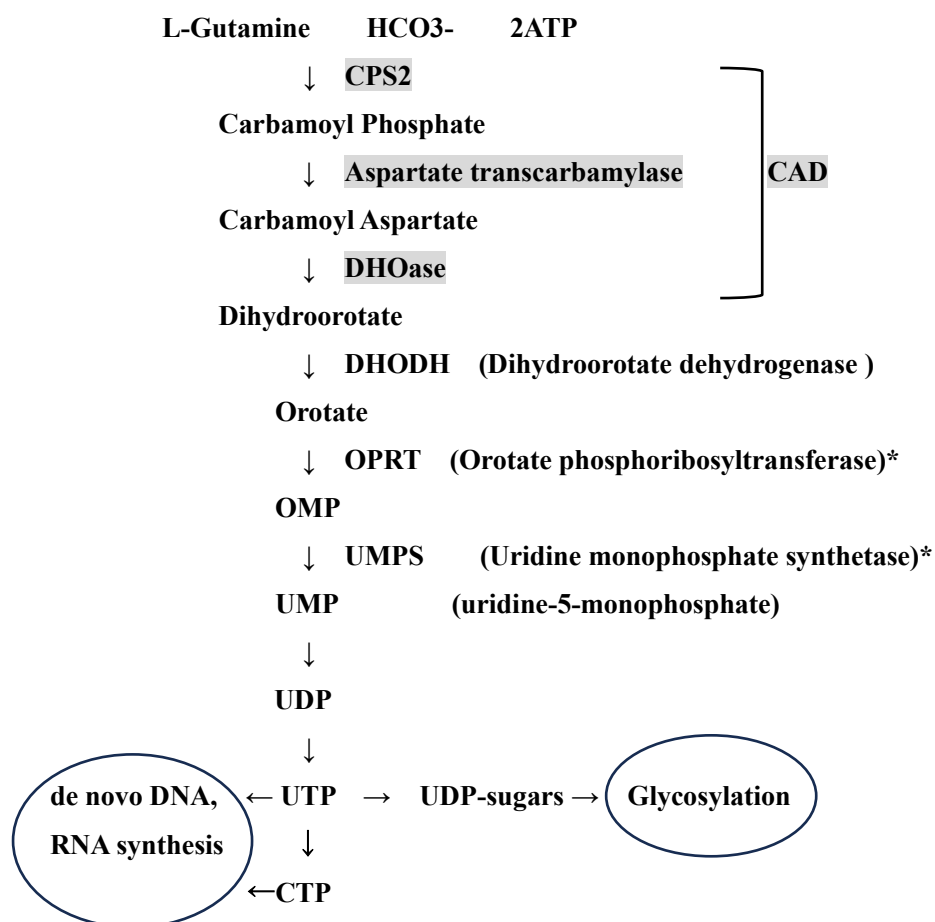 L-Gutamine HCO3- 2ATP
↓ CPS2
Carbamoyl Phosphate
↓ Aspartate transcarbamylase CAD
Carbamoyl Aspartate
↓ DHOase
Dihydroorotate
↓ DHODH (Dihydroorotate dehydrogenase )
Orotate
↓ OPRT (Orotate phosphoribosyltransferase)*
OMP
↓ UMPS (Uridine monophosphate synthetase)*
UMP (uridine-5-monophosphate)
↓
UDP
↓
de novo DNA, ← UTP → UDP-sugars → Glycosylation
RNA synthesis ↓
←CTP